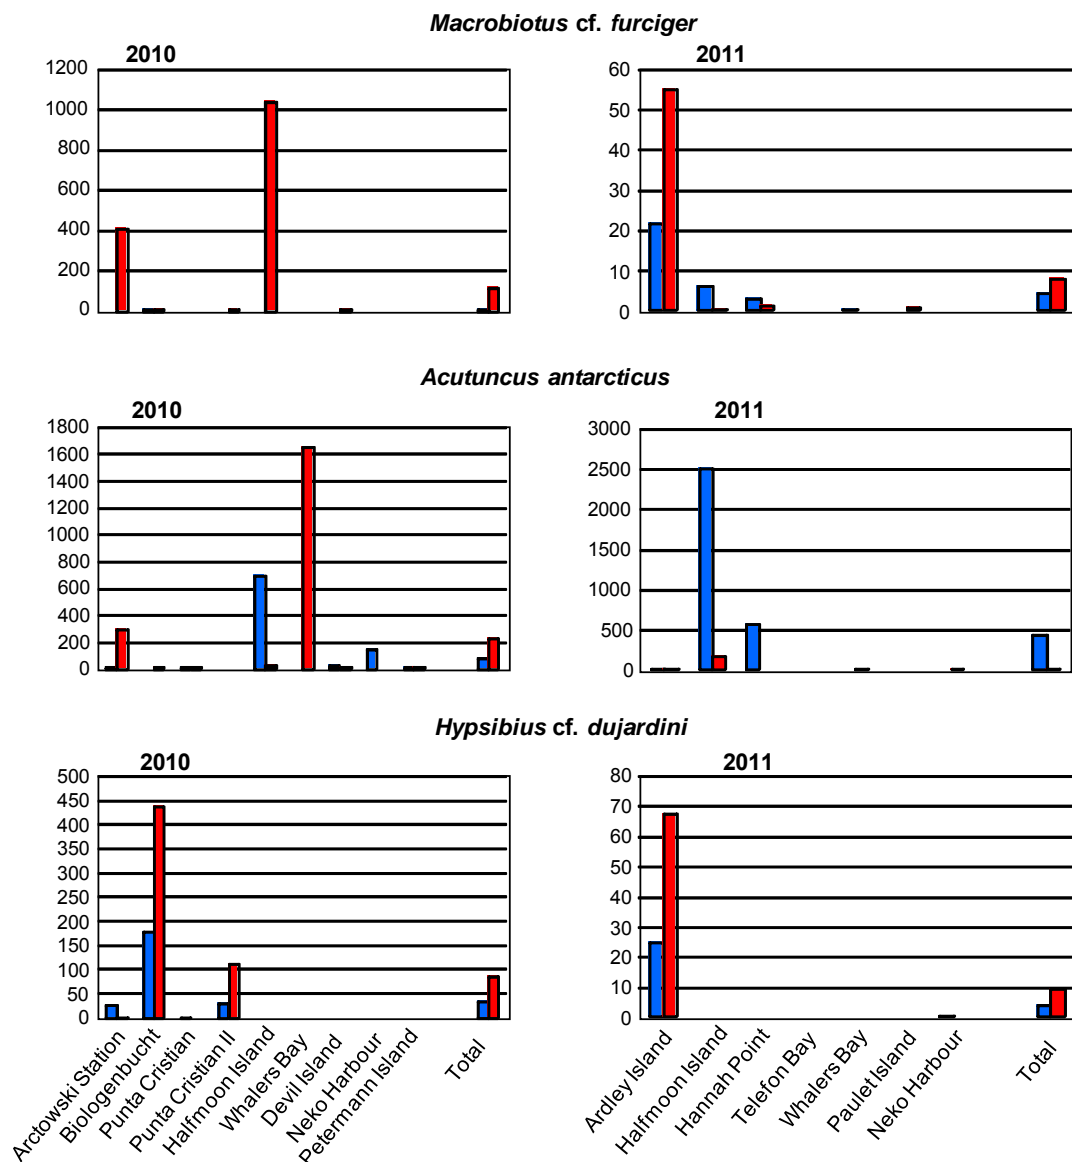 Macrobiotus cf. furciger
2010
1200
1000
800
600
400
200
0
2011
60
50
40
30
20
10
0
Acutuncus antarcticus
2010
1800
1600
1400
1200
1000
800
600
400
200
0
2011
3000
2500
2000
1500
1000
500
0
Hypsibius cf. dujardini
2010
500
450
400
350
300
250
200
150
100
50
0
Arctowski Station
Biologenbucht
Punta Cristian
Punta Cristian II
Halfmoon Island
Whalers Bay
Devil Island
Neko Harbour
Petermann Island
Total
2011
80
70
60
50
40
30
20
10
0
Ardley Island
Halfmoon Island
Hannah Point
Telefon Bay
Whalers Bay
Paulet Island
Neko Harbour
Total